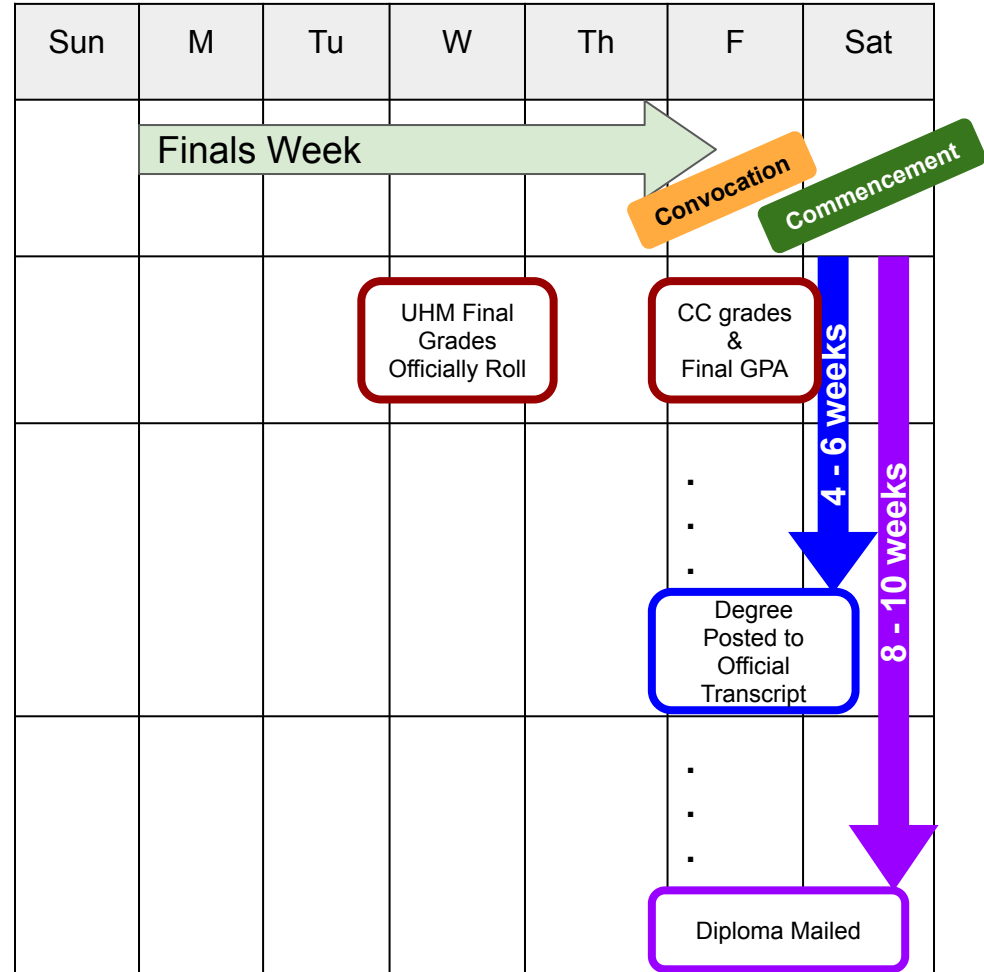 Sun M Tu W Th F Sat
Finals Week
Convocation
Commencement
UHM Final
Grades
Officially Roll
CC grades
&
Final GPA
4 - 6 weeks
8 - 10 weeks
.
.
.
Degree
Posted to
Official
Transcript
.
.
.
Diploma Mailed